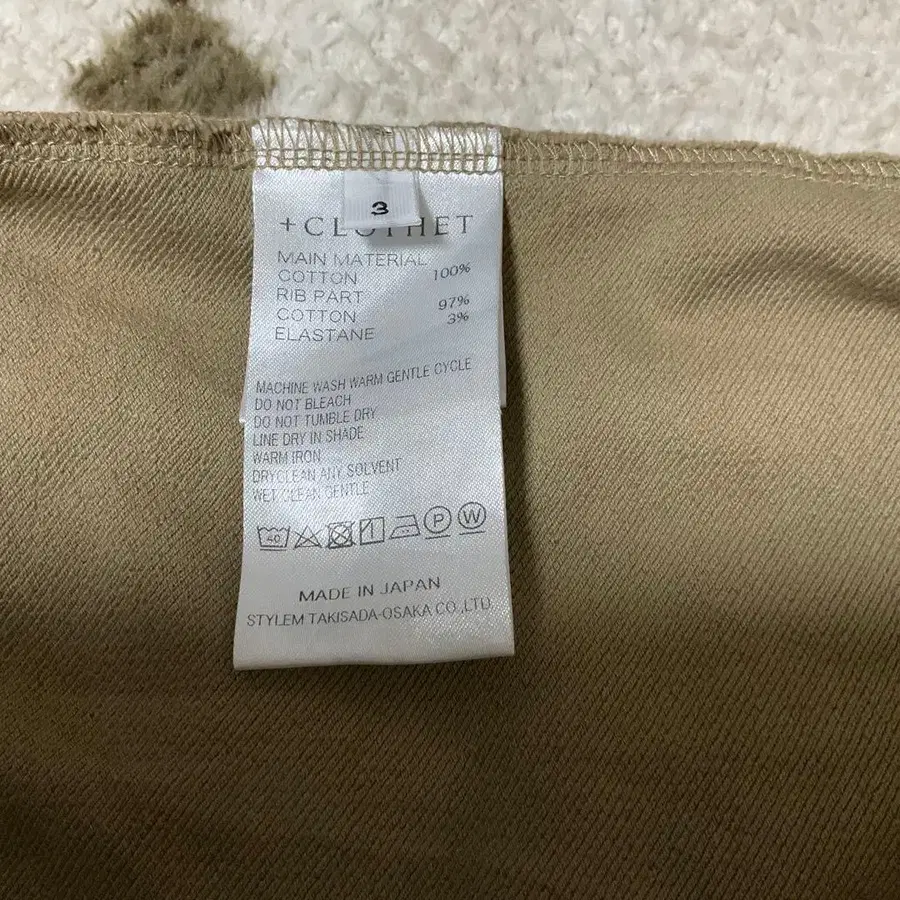 3
+CLOTHET
MAIN MATERIAL
COTTON 100%
RIB PART
COTTON 97%
ELASTANE 3%
MACHINE WASH WARM GENTLE CYCLE
DO NOT BLEACH
DO NOT TUMBLE DRY
LINE DRY IN SHADE
WARM IRON
DRYCLEAN ANY SOLVENT
WET CLEAN GENTLE
40 P W
MADE IN JAPAN
STYLEM TAKISADA-OSAKA CO.,LTD.